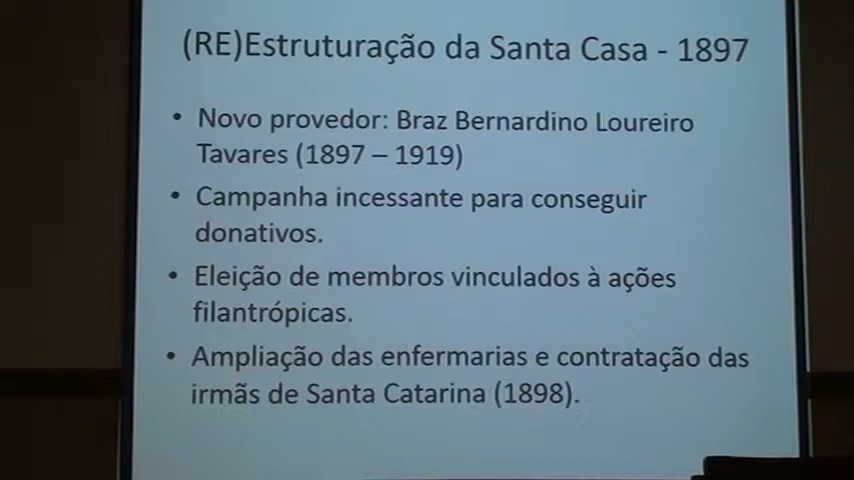 (RE)Estruturação da Santa Casa - 1897
• Novo provedor: Braz Bernardino Loureiro
Tavares (1897 – 1919)
• Campanha incessante para conseguir
donativos.
• Eleição de membros vinculados à ações
filantrópicas.
• Ampliação das enfermarias e contratação das
irmãs de Santa Catarina (1898).